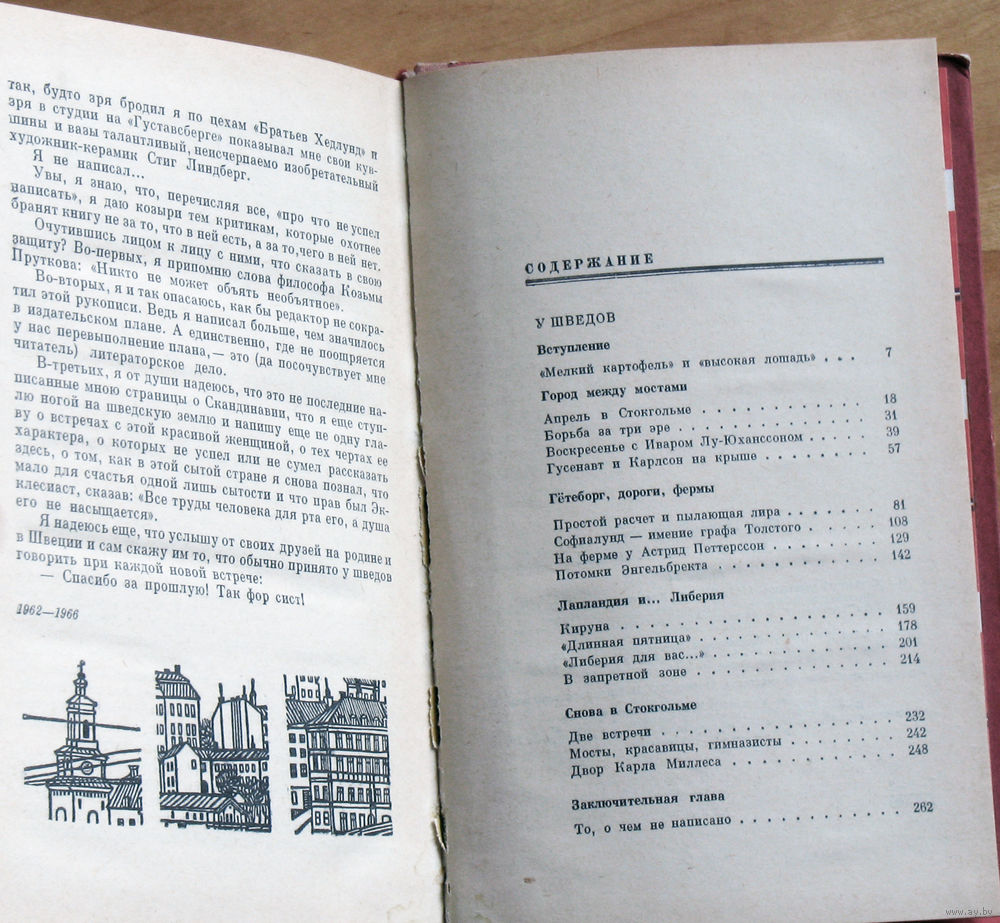 так, будто зря бродил я по цехам «Братьев Хедлунд» и
зря в студии на «Густавсберге» показывал мне свои кув-
шины и вазы талантливый, неисчерпаемо изобретательный
художник-керамик Стиг Линдберг.
Я не написал...
Увы, я знаю, что, перечисляя все, «про что не успел
написать», я даю козыри тем критикам, которые охотнее
бранят книгу не за то, что в ней есть, а за то, чего в ней нет.
Очутившись лицом к лицу с ними, что сказать в свою
защиту? Во-первых, я припомню слова философа Козьмы
Пруткова: «Никто не может объять необъятное».
Во-вторых, я и так опасаюсь, как бы редактор не сокра-
тил этой рукописи. Ведь я написал больше, чем значилось
в издательском плане. А единственно, где не поощряется
у нас перевыполнение плана,— это (да посочувствует мне
читатель) литераторское дело.
В-третьих, я от души надеюсь, что это не последние на-
писанные мною страницы о Скандинавии, что я еще ступ-
лю ногой на шведскую землю и напишу еще не одну гла-
ву о встречах с этой красивой женщиной, о тех чертах ее
характера, о которых не успел или не сумел рассказать
здесь, о том, как в этой сытой стране я снова познал, что
мало для счастья одной лишь сытости и что прав был Эк-
клесиаст, сказав: «Все труды человека для рта его, а душа
его не насыщается».
Я надеюсь еще, что услышу от своих друзей на родине и
в Швеции и сам скажу им то, что обычно принято у шведов
говорить при каждой новой встрече:
— Спасибо за прошлую! Так фор сист!
1962—1966
СОДЕРЖАНИЕ
У ШВЕДОВ
Вступление
«Мелкий картофель» и «высокая лошадь» . . . 7
Город между мостами
Апрель в Стокгольме . . . . . . . . . . 18
Борьба за три эре . . . . . . . . . . . 31
Воскресенье с Иваром Лу-Юханссоном . . . . . 39
Гусенавт и Карлсон на крыше . . . . . . . 57
Гётеборг, дороги, фермы
Простой расчет и пылающая лира . . . . . . . 81
Софиалунд — имение графа Толстого . . . . . 108
На ферме у Астрид Петтерссон . . . . . . . 129
Потомки Энгельбректа . . . . . . . . . . 142
Лапландия и... Либерия
Кируна . . . . . . . . . . . . . . . 159
«Длинная пятница» . . . . . . . . . . . 178
«Либерия для вас...» . . . . . . . . . . 201
В запретной зоне . . . . . . . . . . . 214
Снова в Стокгольме
Две встречи . . . . . . . . . . . . . 232
Мосты, красавицы, гимназисты . . . . . . . 242
Двор Карла Миллеса . . . . . . . . . . 248
Заключительная глава
То, о чем не написано . . . . . . . . . 262
www.ay.by